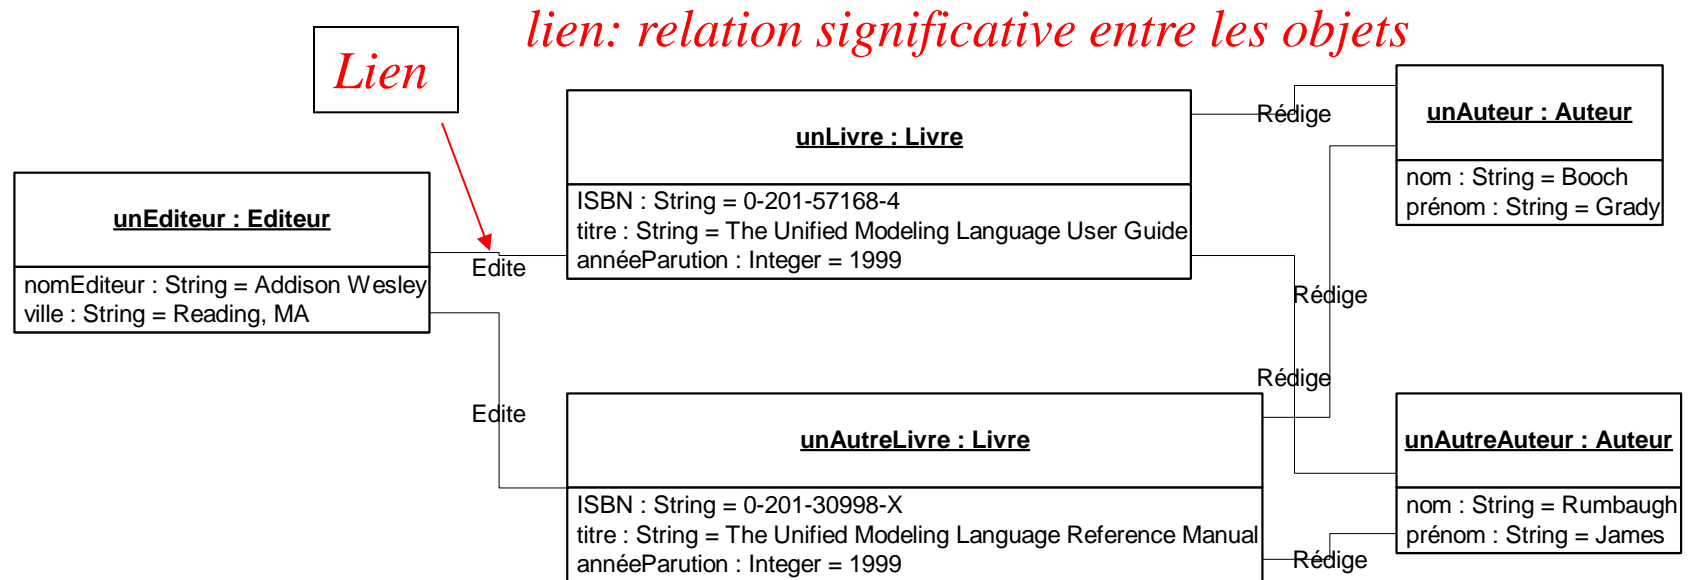 lien: relation significative entre les objets
Lien
unEditeur : Editeur
nomEditeur : String = Addison Wesley
ville : String = Reading, MA
Edite
Edite
unLivre : Livre
ISBN : String = 0-201-57168-4
titre : String = The Unified Modeling Language User Guide
annéeParution : Integer = 1999
unAutreLivre : Livre
ISBN : String = 0-201-30998-X
titre : String = The Unified Modeling Language Reference Manual
annéeParution : Integer = 1999
Rédige
Rédige
Rédige
Rédige
unAuteur : Auteur
nom : String = Booch
prénom : String = Grady
unAutreAuteur : Auteur
nom : String = Rumbaugh
prénom : String = James